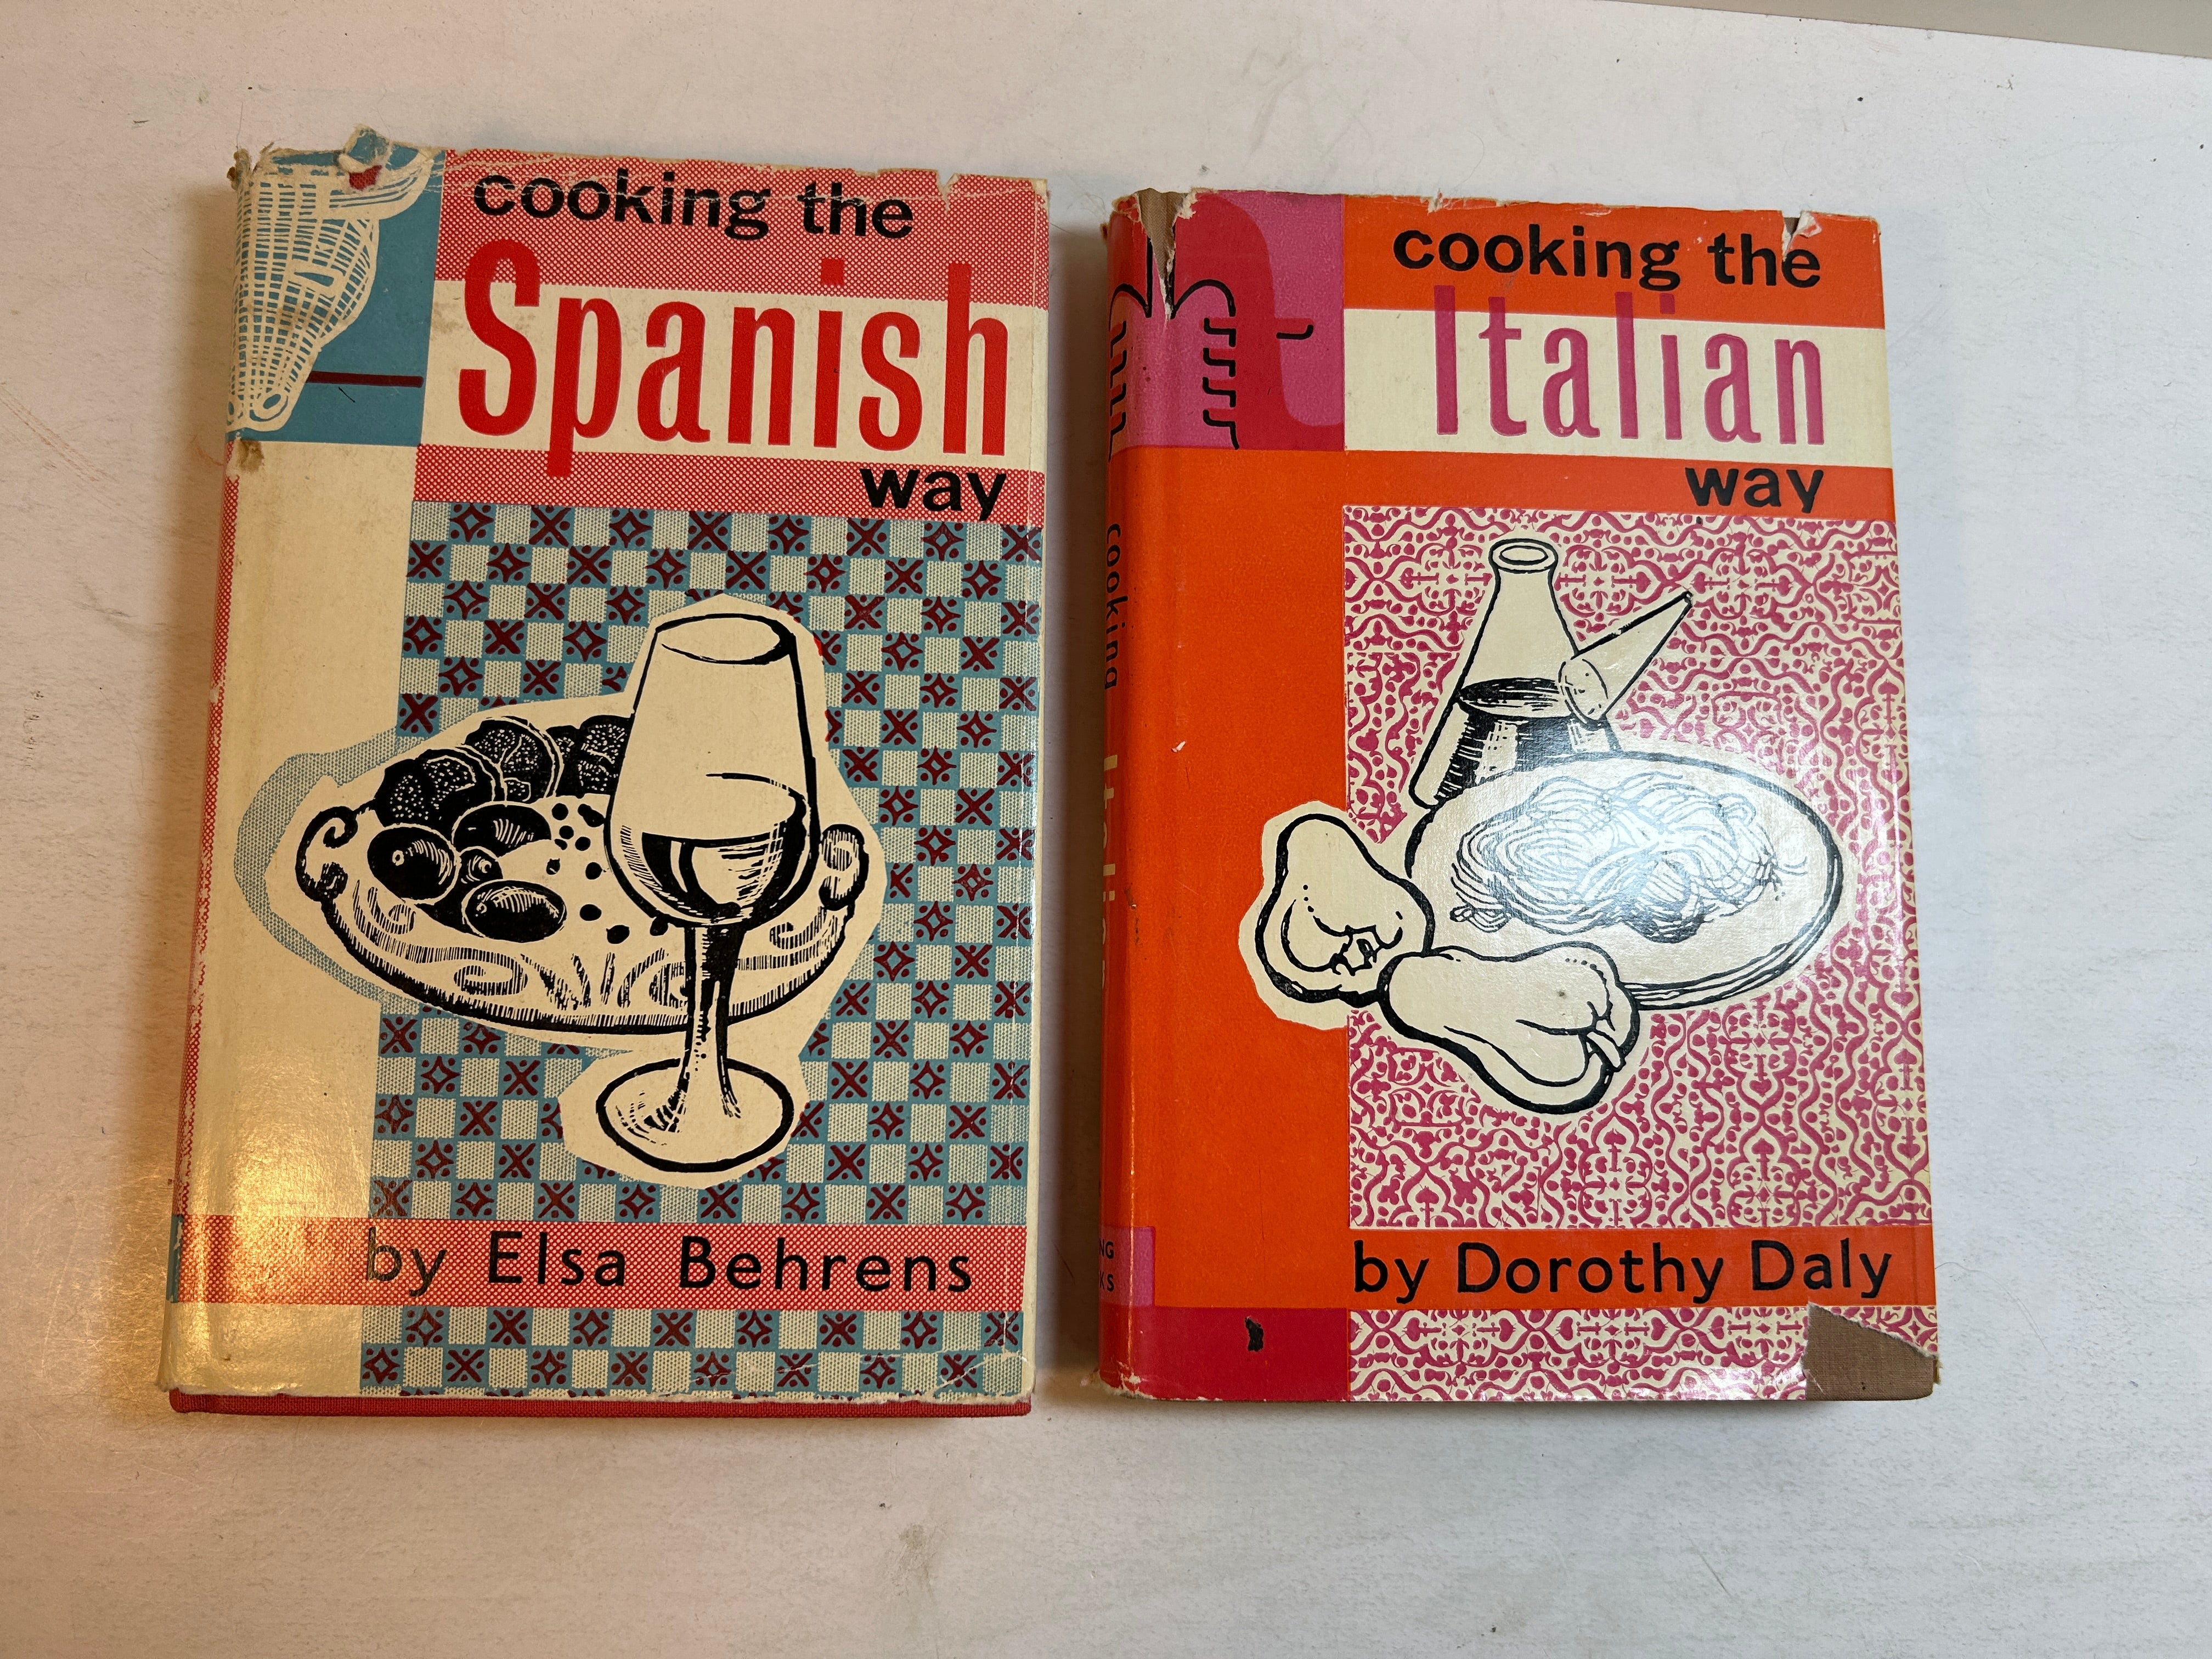 cooking the
Spanish
way
by Elsa Behrens
cooking the
Italian
way
by Dorothy Daly
cooking